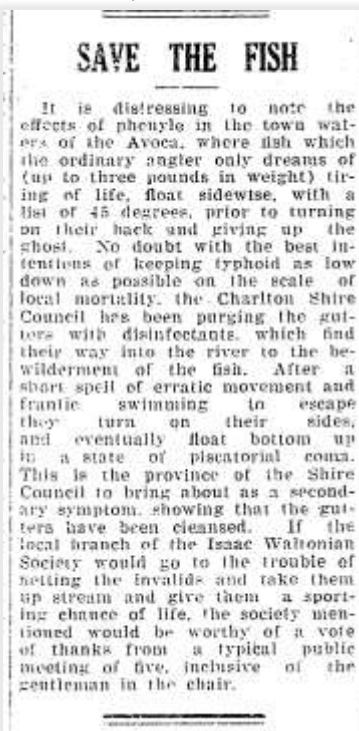 SAVE THE FISH
It is distressing to note the
effects of phenyle in the town wat-
ers of the Avoca, where fish which
the ordinary angler only dreams of
(up to three pounds in weight) tir-
ing of life, float sidewise, with a
list of 45 degrees, prior to turning
on their back and giving up the
ghost. No doubt with the best in-
tentions of keeping typhoid as low
down as possible on the scale of
local mortality, the Charlton Shire
Council has been purging the gut-
ters with disinfectants, which find
their way into the river to the be-
wilderment of the fish. After a
short spell of erratic movement and
frantic swimming to escape
they turn on their sides,
and eventually float bottom up
in a state of piscatorial coma.
This is the province of the Shire
Council to bring about as a second-
ary symptom, showing that the gut-
ters have been cleansed. If the
local branch of the Isaac Waltonian
Society would go to the trouble of
netting the invalids and take them
up stream and give them a sport-
ing chance of life, the society men-
tioned would be worthy of a vote
of thanks from a typical public
meeting of five, inclusive of the
gentleman in the chair.